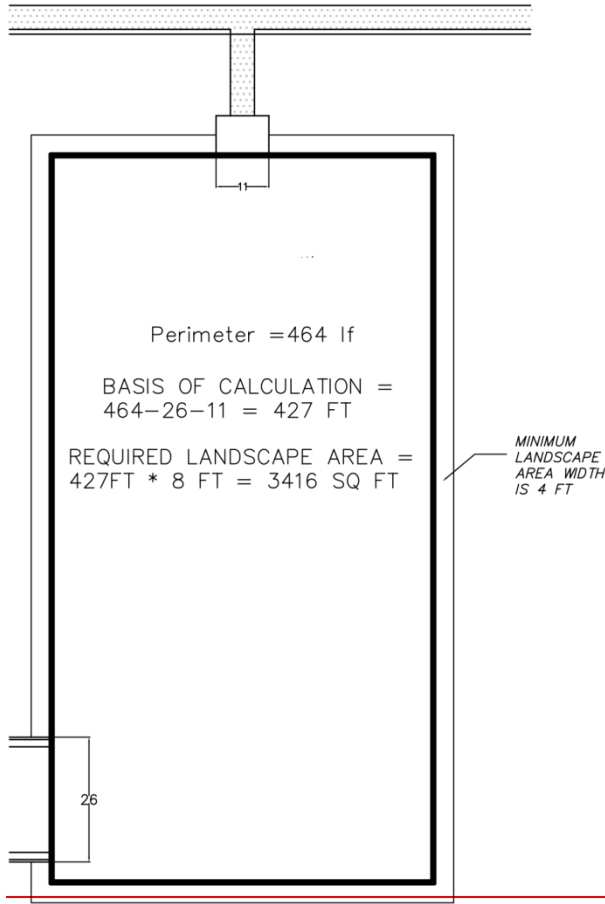 11
Perimeter =464 lf
BASIS OF CALCULATION =
464-26-11 = 427 FT
REQUIRED LANDSCAPE AREA =
427FT * 8 FT = 3416 SQ FT
MINIMUM
LANDSCAPE
AREA WIDTH
IS 4 FT
26